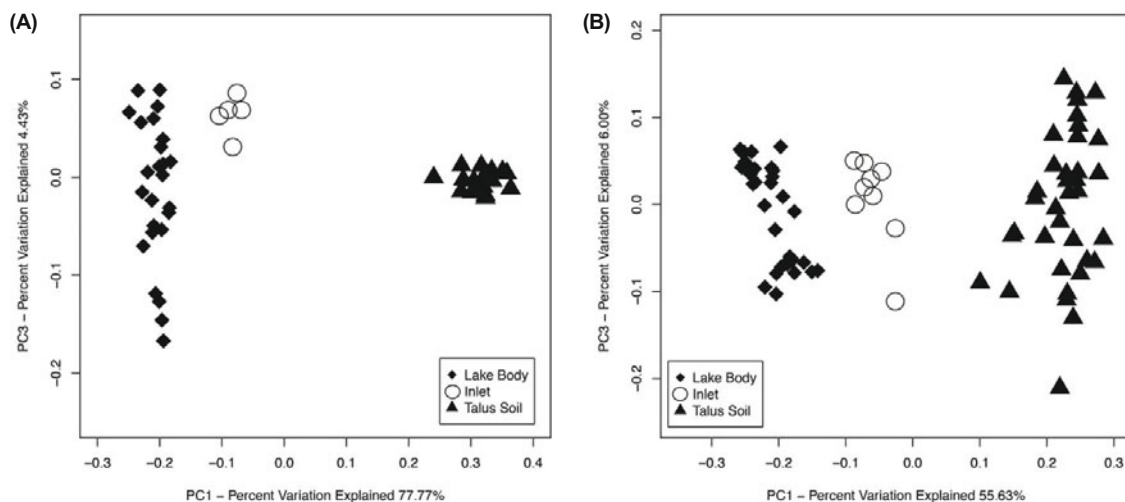 (A)
PC3 – Percent Variation Explained 4.43%
0.1
0.0
−0.1
−0.2
Lake Body
Inlet
Talus Soil
−0.3 −0.2 −0.1 0.0 0.1 0.2 0.3 0.4
PC1 – Percent Variation Explained 77.77%
(B)
PC3 – Percent Variation Explained 6.00%
0.2
0.1
0.0
−0.1
−0.2
Lake Body
Inlet
Talus Soil
−0.3 −0.2 −0.1 0.0 0.1 0.2 0.3
PC1 – Percent Variation Explained 55.63%